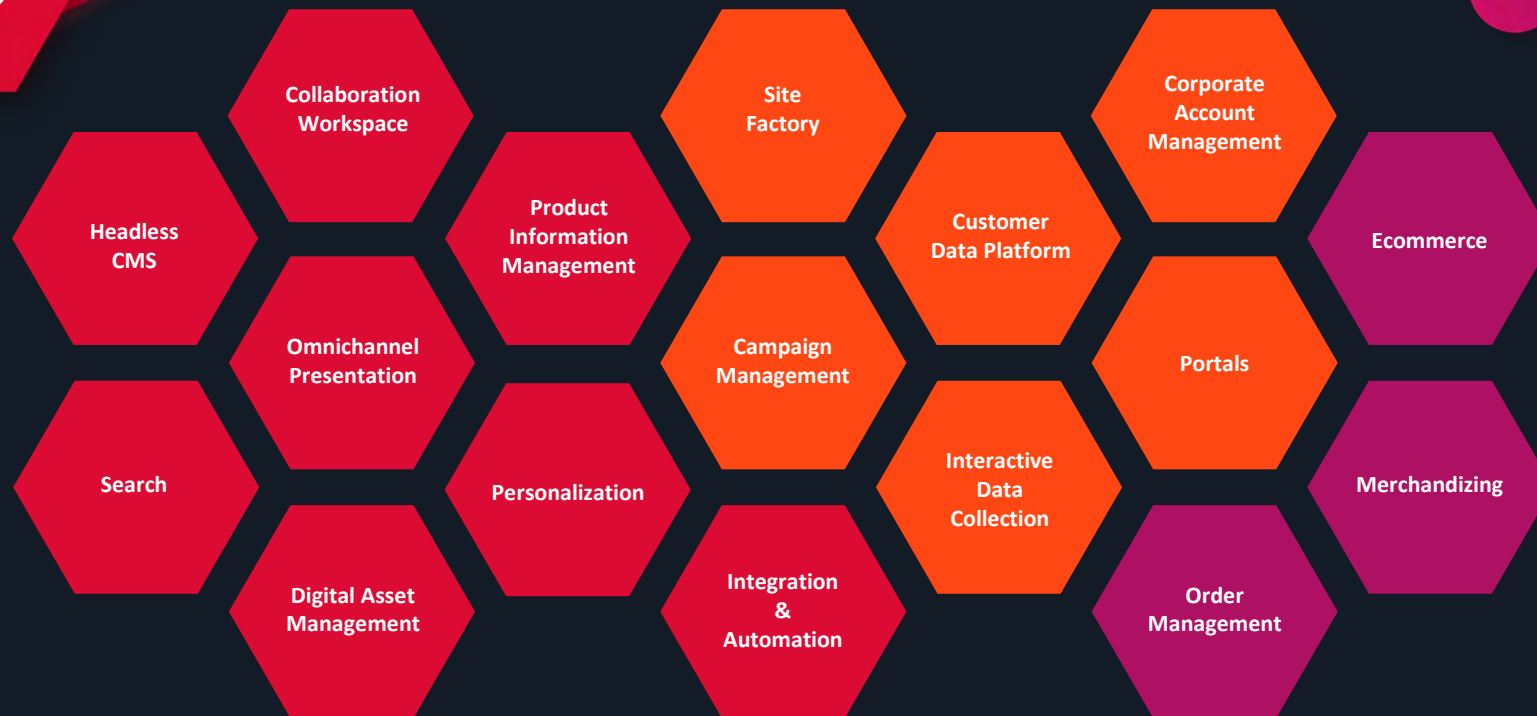 Collaboration
Workspace
Site
Factory
Corporate
Account
Management
Headless
CMS
Product
Information
Management
Customer
Data Platform
Ecommerce
Omnichannel
Presentation
Campaign
Management
Portals
Search
Personalization
Interactive
Data
Collection
Merchandizing
Digital Asset
Management
Integration
&
Automation
Order
Management